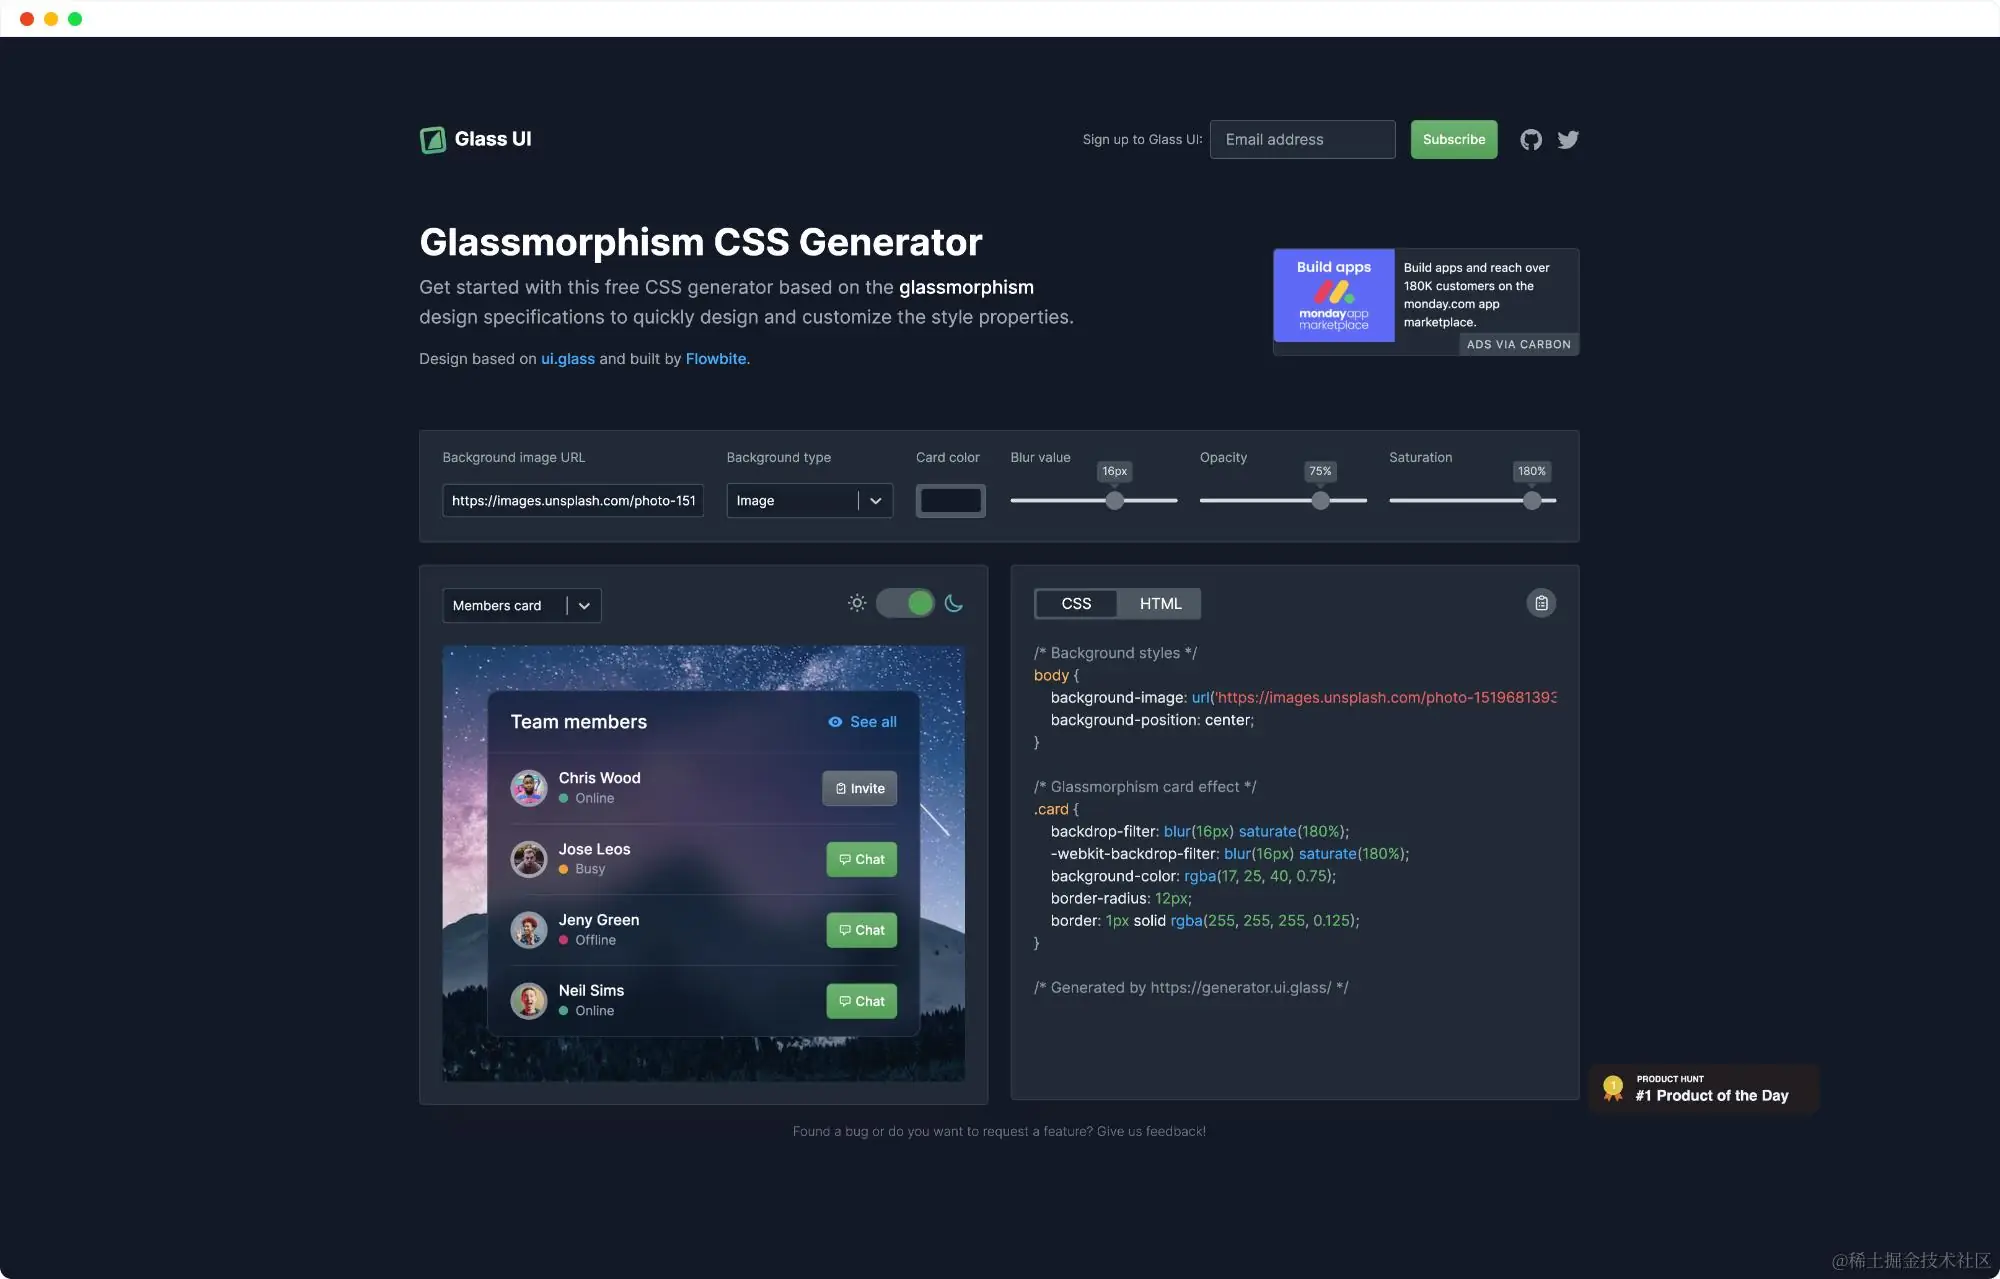 Glass UI
Sign up to Glass UI:
Email address
Subscribe
Glassmorphism CSS Generator
Get started with this free CSS generator based on the glassmorphism
design specifications to quickly design and customize the style properties.
Design based on ui.glass and built by Flowbite.
Build apps
monday app
marketplace
Build apps and reach over
180K customers on the
monday.com app
marketplace.
ADS VIA CARBON
Background image URL
https://images.unsplash.com/photo-151
Background type
Image
Card color
Blur value
16px
Opacity
75%
Saturation
180%
Members card
Team members
See all
Chris Wood
Online
Invite
Jose Leos
Busy
Chat
Jeny Green
Offline
Chat
Neil Sims
Online
Chat
CSS
HTML
/* Background styles */
body {
background-image: url('https://images.unsplash.com/photo-1519681393
background-position: center;
}
/* Glassmorphism card effect */
.card {
backdrop-filter: blur(16px) saturate(180%);
-webkit-backdrop-filter: blur(16px) saturate(180%);
background-color: rgba(17, 25, 40, 0.75);
border-radius: 12px;
border: 1px solid rgba(255, 255, 255, 0.125);
}
/* Generated by https://generator.ui.glass/ */
1
PRODUCT HUNT
#1 Product of the Day
Found a bug or do you want to request a feature? Give us feedback!
@稀土掘金技术社区